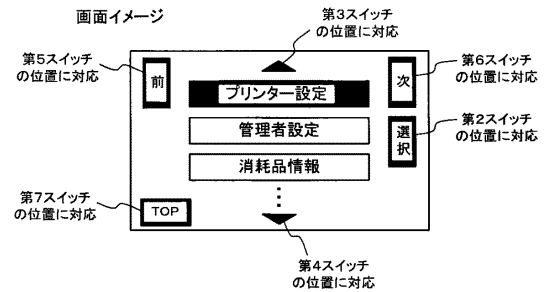 画面イメージ
第3スイッチ
の位置に対応
第5スイッチ
の位置に対応
第6スイッチ
の位置に対応
前
プリンター設定
次
管理者設定
第2スイッチ
の位置に対応
選択
消耗品情報
第7スイッチ
の位置に対応
TOP
第4スイッチ
の位置に対応